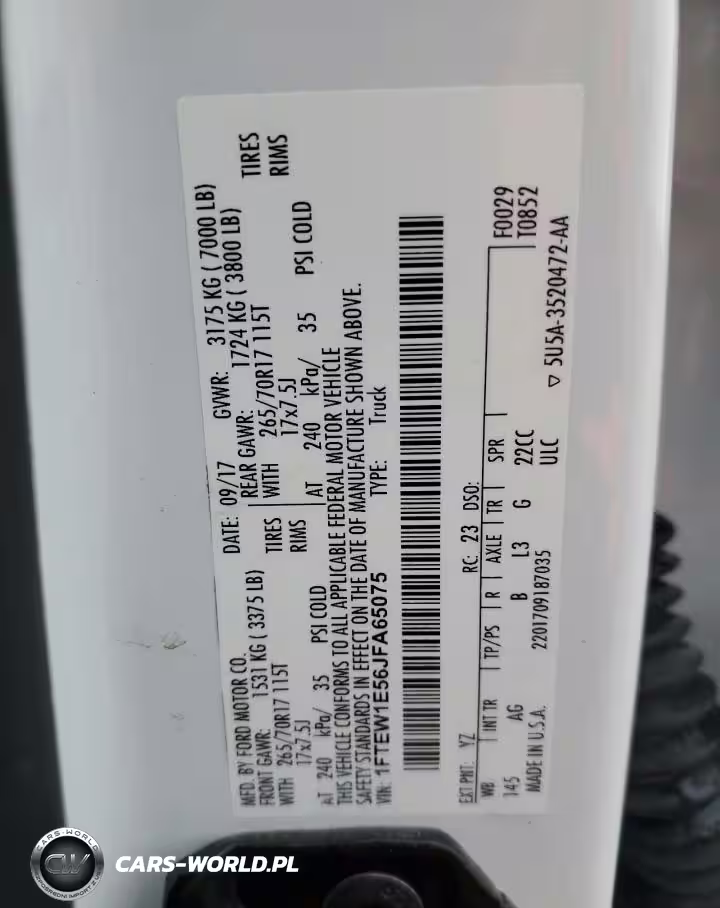 MFD. BY FORD MOTOR CO.
DATE: 09/17 GVWR: 3175 KG ( 7000 LB)
FRONT GAWR: 1531 KG ( 3375 LB) REAR GAWR: 1724 KG ( 3800 LB)
WITH 265/70R17 115T TIRES WITH 265/70R17 115T TIRES
17x7.5J RIMS 17x7.5J RIMS
AT 240 kPa/ 35 PSI COLD AT 240 kPa/ 35 PSI COLD
THIS VEHICLE CONFORMS TO ALL APPLICABLE FEDERAL MOTOR VEHICLE
SAFETY STANDARDS IN EFFECT ON THE DATE OF MANUFACTURE SHOWN ABOVE.
VIN: 1FTEW1E56JFA65075 TYPE: Truck
EXT PNT: YZ RC: 23 DSO: F0029
WB INT TR TP/PS R AXLE TR SPR T0852
145 AG B L3 G 22CC
MADE IN U.S.A. 2201709187035 ULC ▽ 5U5A-3520472-AA
CARS-WORLD
CW
CARS-WORLD.PL